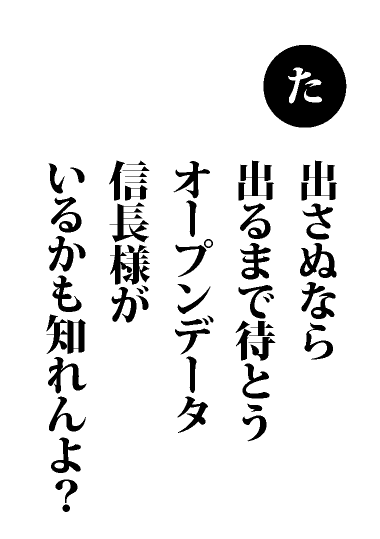 た
出さぬなら
出るまで待とう
オープンデータ
信長様が
いるかも知れんよ？